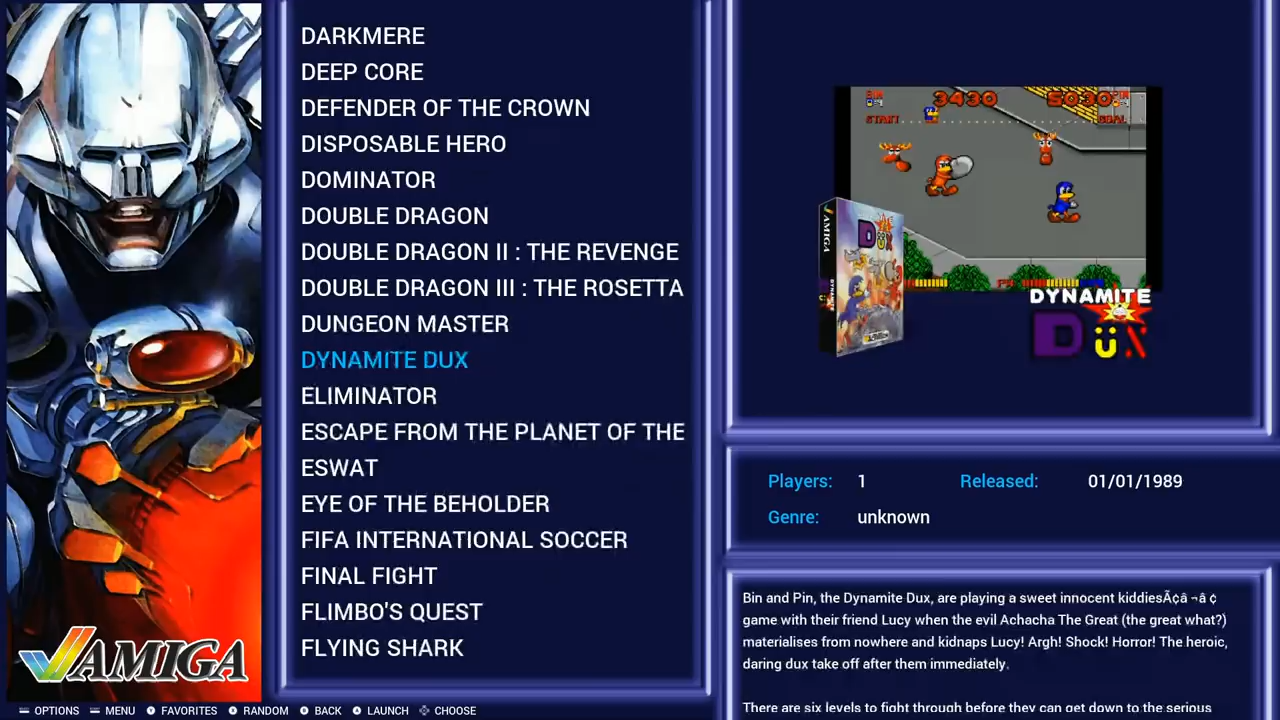 DARKMERE
DEEP CORE
DEFENDER OF THE CROWN
DISPOSABLE HERO
DOMINATOR
DOUBLE DRAGON
DOUBLE DRAGON II : THE REVENGE
DOUBLE DRAGON III : THE ROSETTA
DUNGEON MASTER
DYNAMITE DUX
ELIMINATOR
ESCAPE FROM THE PLANET OF THE
ESWAT
EYE OF THE BEHOLDER
FIFA INTERNATIONAL SOCCER
FINAL FIGHT
FLIMBO'S QUEST
FLYING SHARK
AMIGA
BIN 3430 5030 PIN
START GOAL
AMIGA
DÜX
DYNAMITE
DYNAMITE
DÜX
Players: 1 Released: 01/01/1989
Genre: unknown
Bin and Pin, the Dynamite Dux, are playing a sweet innocent kiddiesÃ¢â ¬â ¢
game with their friend Lucy when the evil Achacha The Great (the great what?)
materialises from nowhere and kidnaps Lucy! Argh! Shock! Horror! The heroic,
daring dux take off after them immediately.
There are six levels to fight through before they can get down to the serious
OPTIONS MENU FAVORITES RANDOM BACK LAUNCH CHOOSE